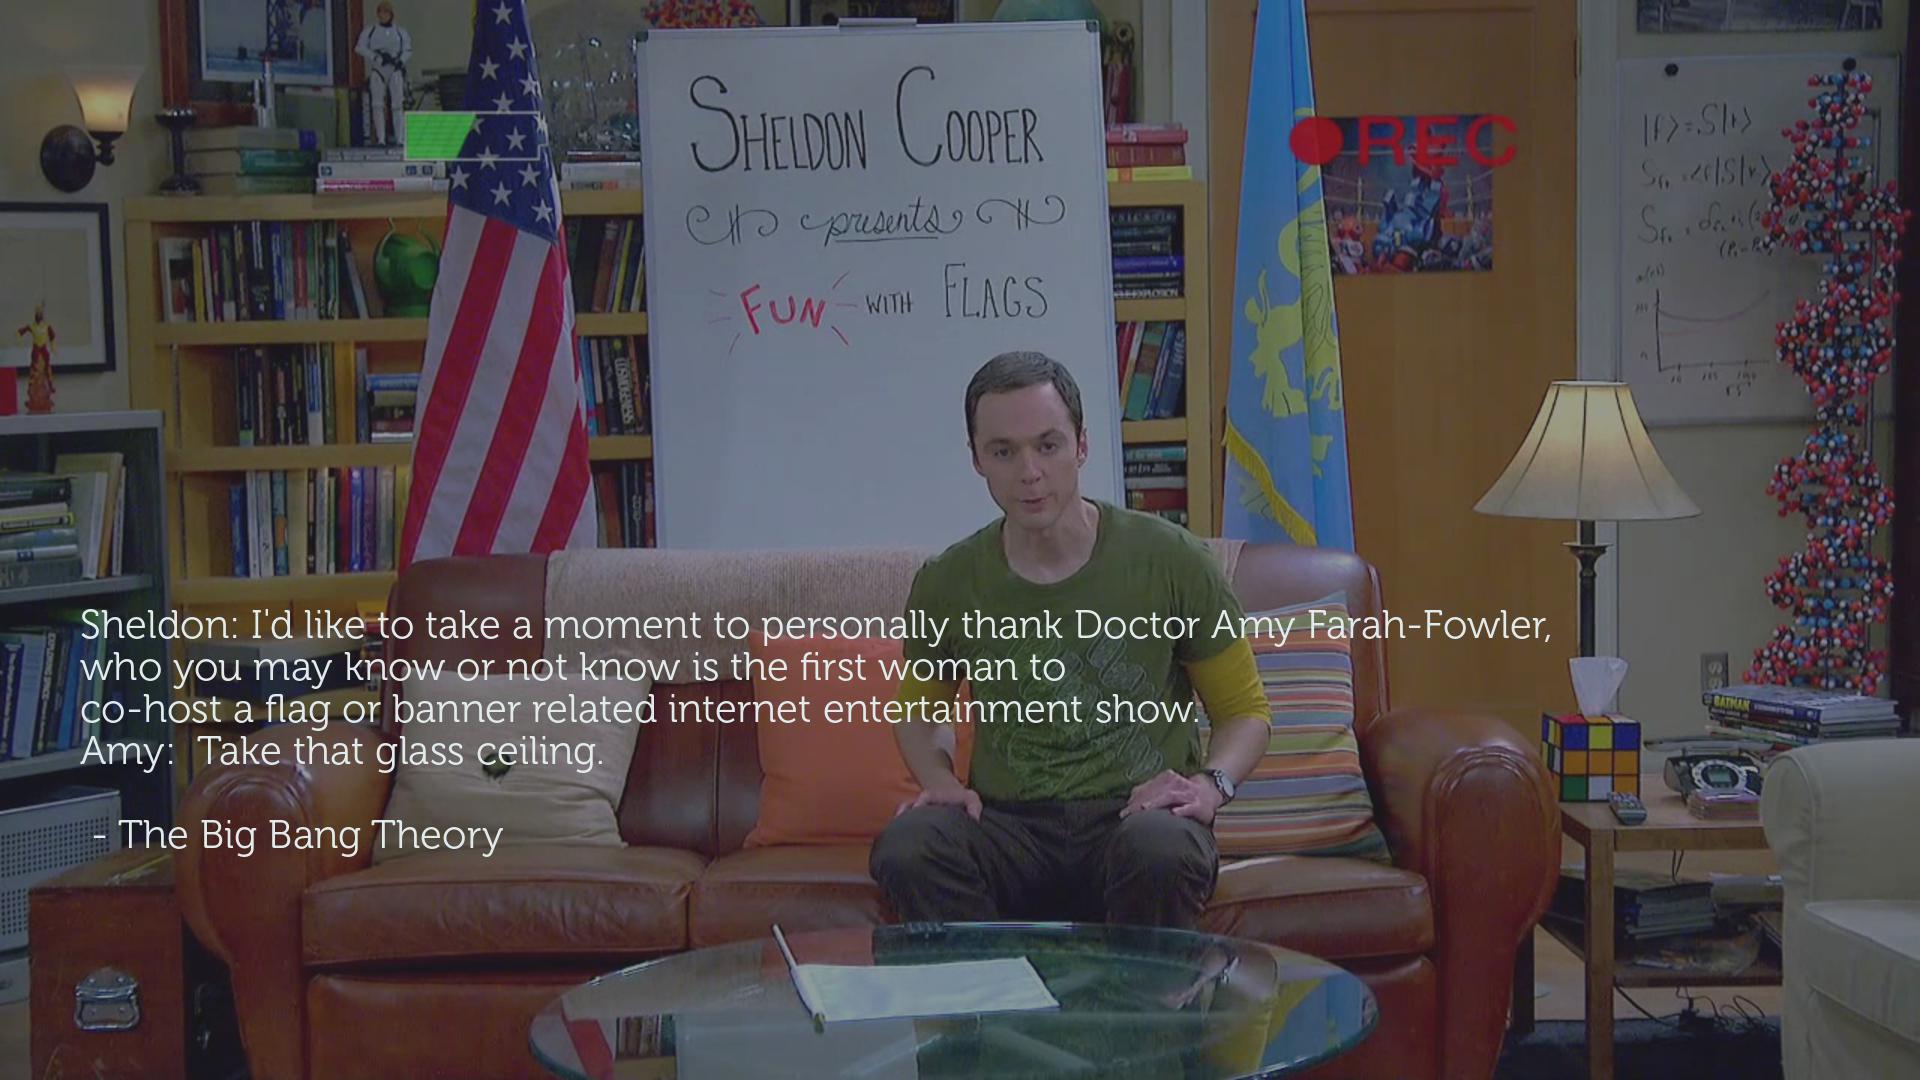 SHELDON COOPER
presents
FUN WITH FLAGS
REC
BATMAN
Sheldon: I'd like to take a moment to personally thank Doctor Amy Farah-Fowler,
who you may know or not know is the first woman to
co-host a flag or banner related internet entertainment show.
Amy:  Take that glass ceiling.
- The Big Bang Theory